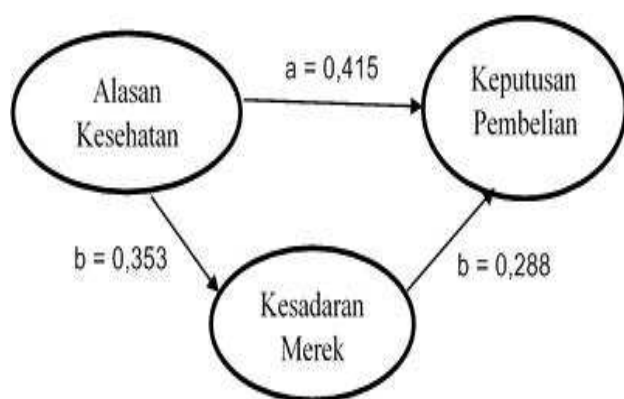 a = 0,415
Alasan
Kesehatan
Keputusan
Pembelian
b = 0,353
b = 0,288
Kesadaran
Merek